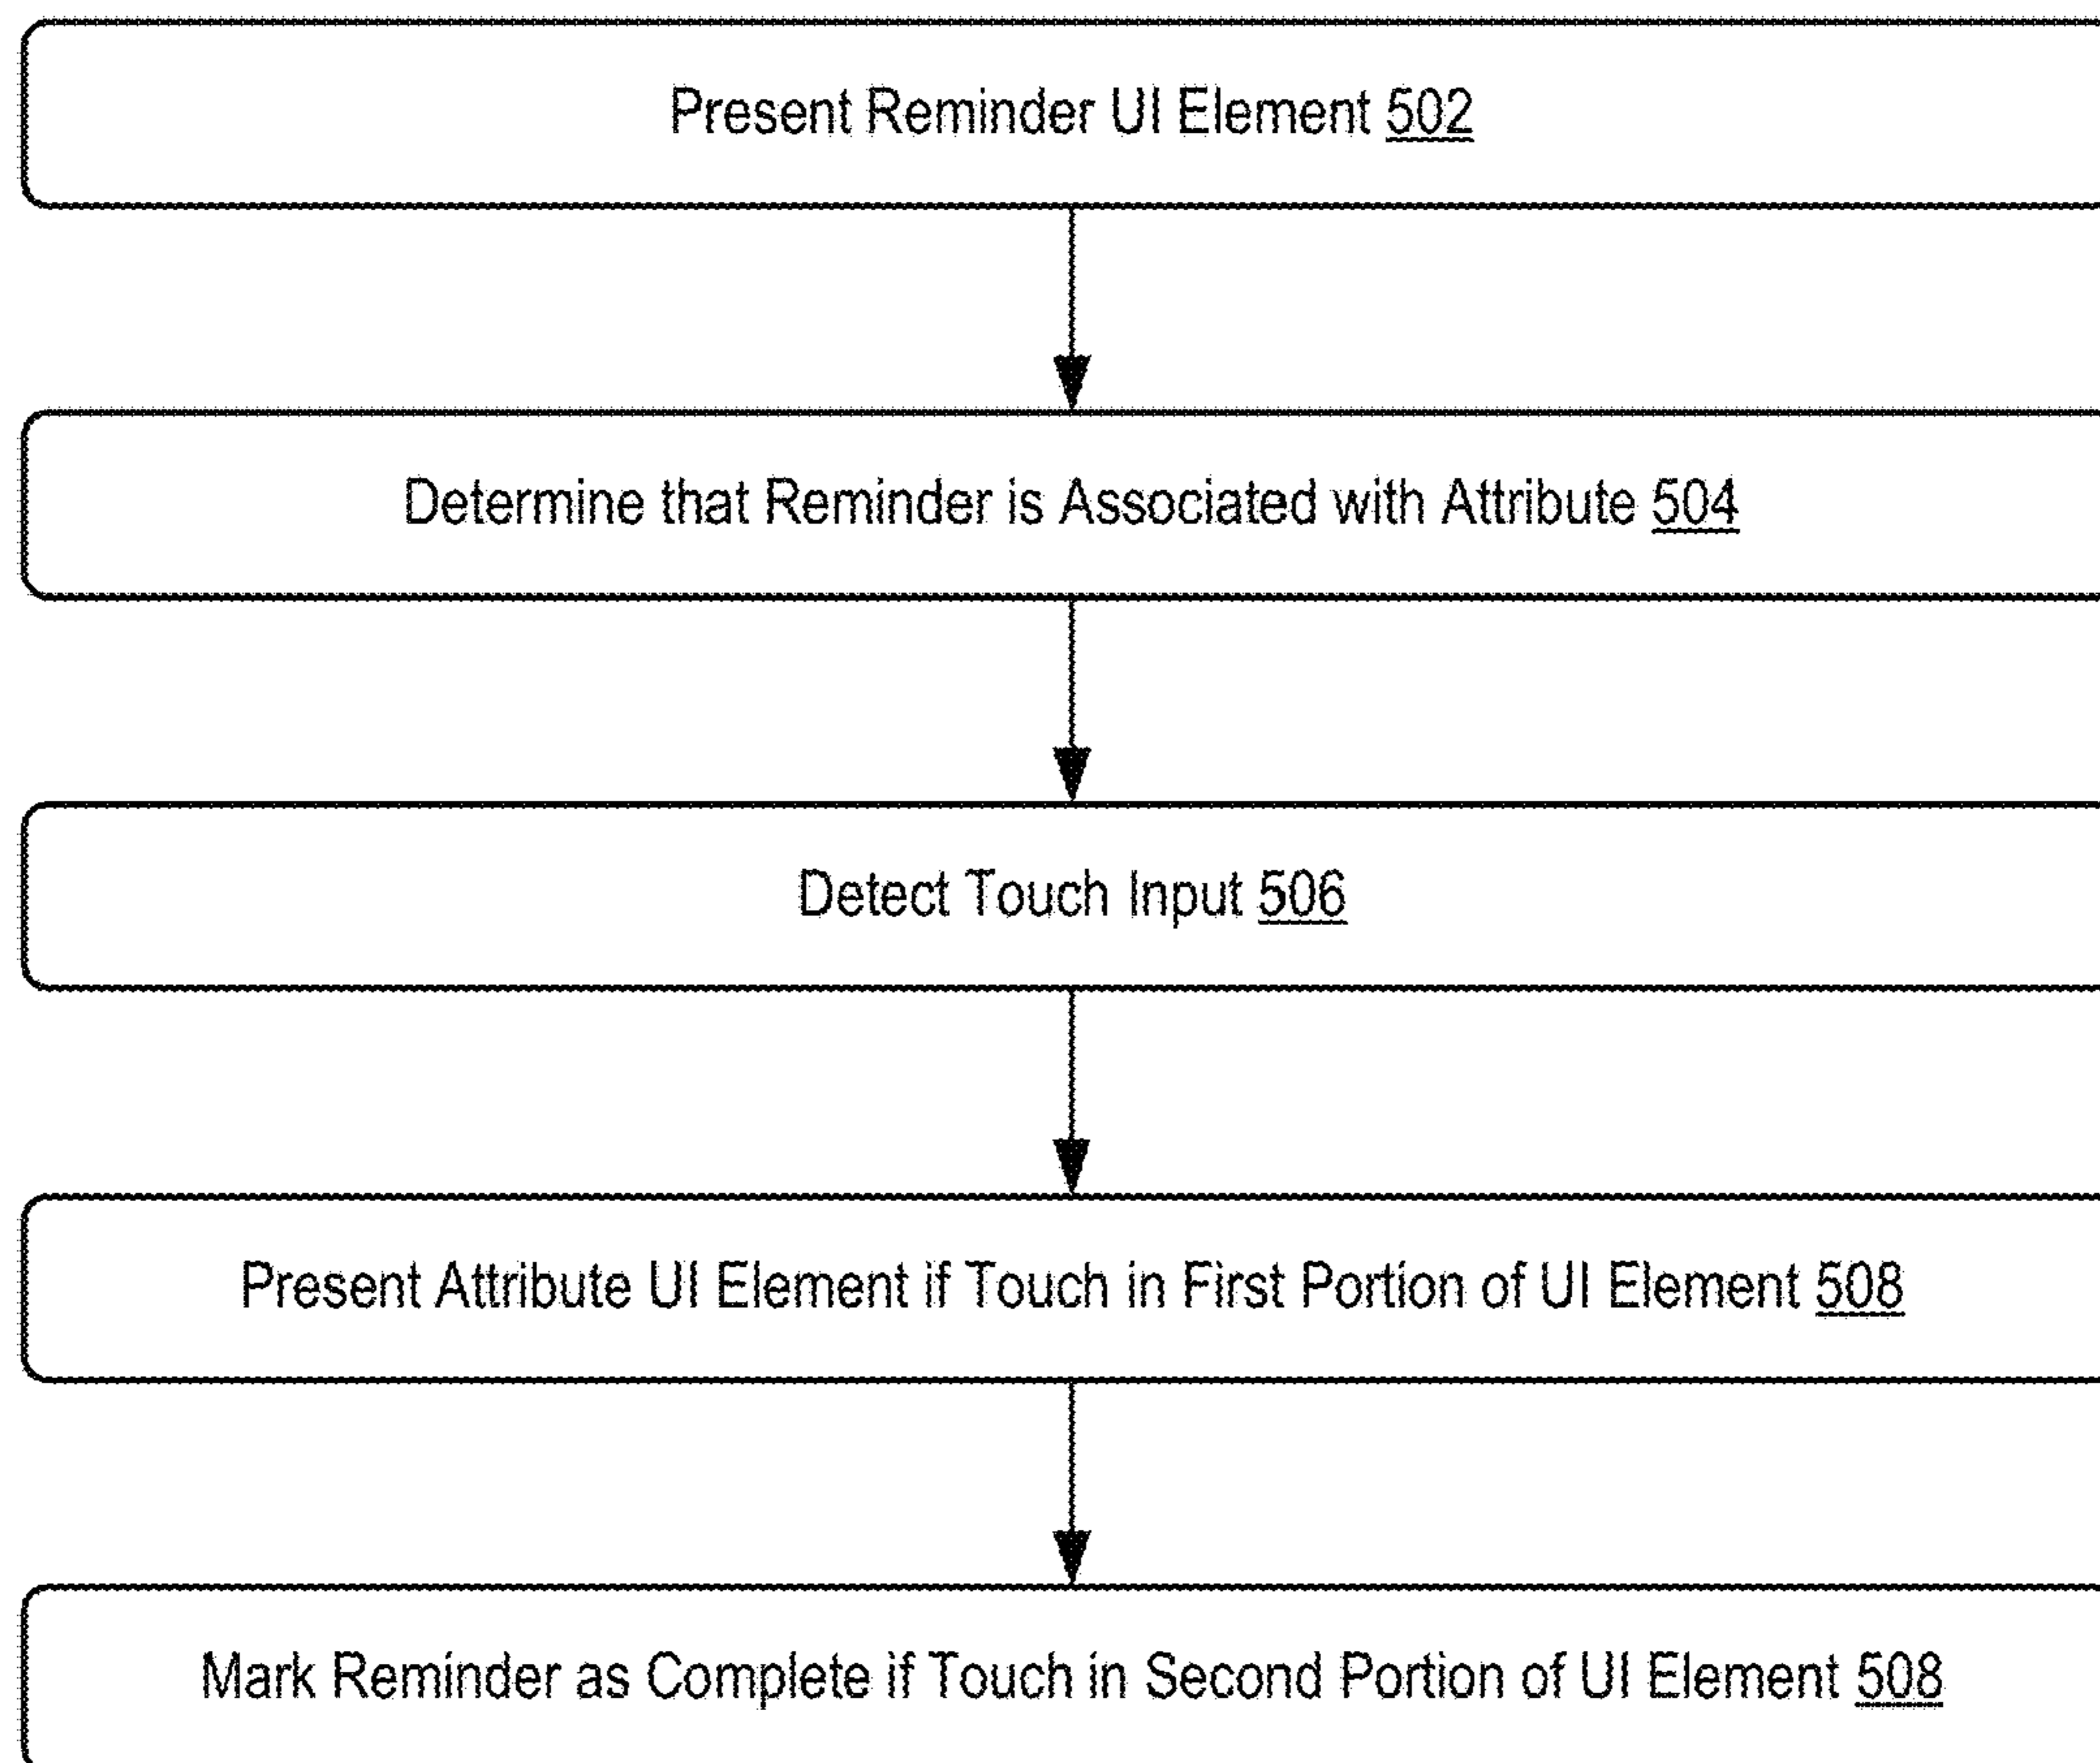 Present Reminder UI Element 502
Determine that Reminder is Associated with Attribute 504
Detect Touch Input 506
Present Attribute UI Element if Touch in First Portion of UI Element 508
Mark Reminder as Complete if Touch in Second Portion of UI Element 508